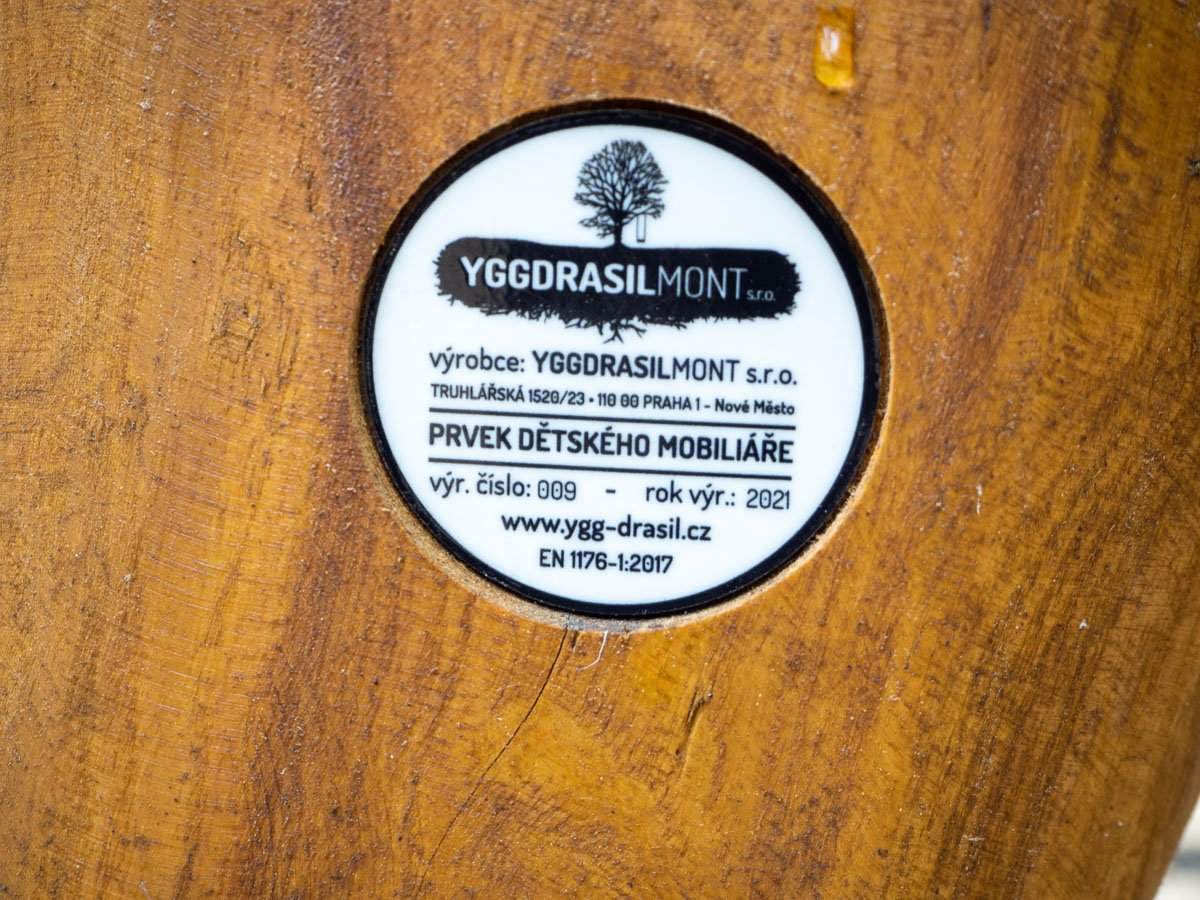 YGGDRASILMONT s.r.o.
výrobce: YGGDRASILMONT s.r.o.
TRUHLÁŘSKÁ 1520/23 • 110 00 PRAHA 1 - Nové Město
PRVEK DĚTSKÉHO MOBILIÁŘE
výr. číslo: 009 - rok výr.: 2021
www.ygg-drasil.cz
EN 1176-1:2017